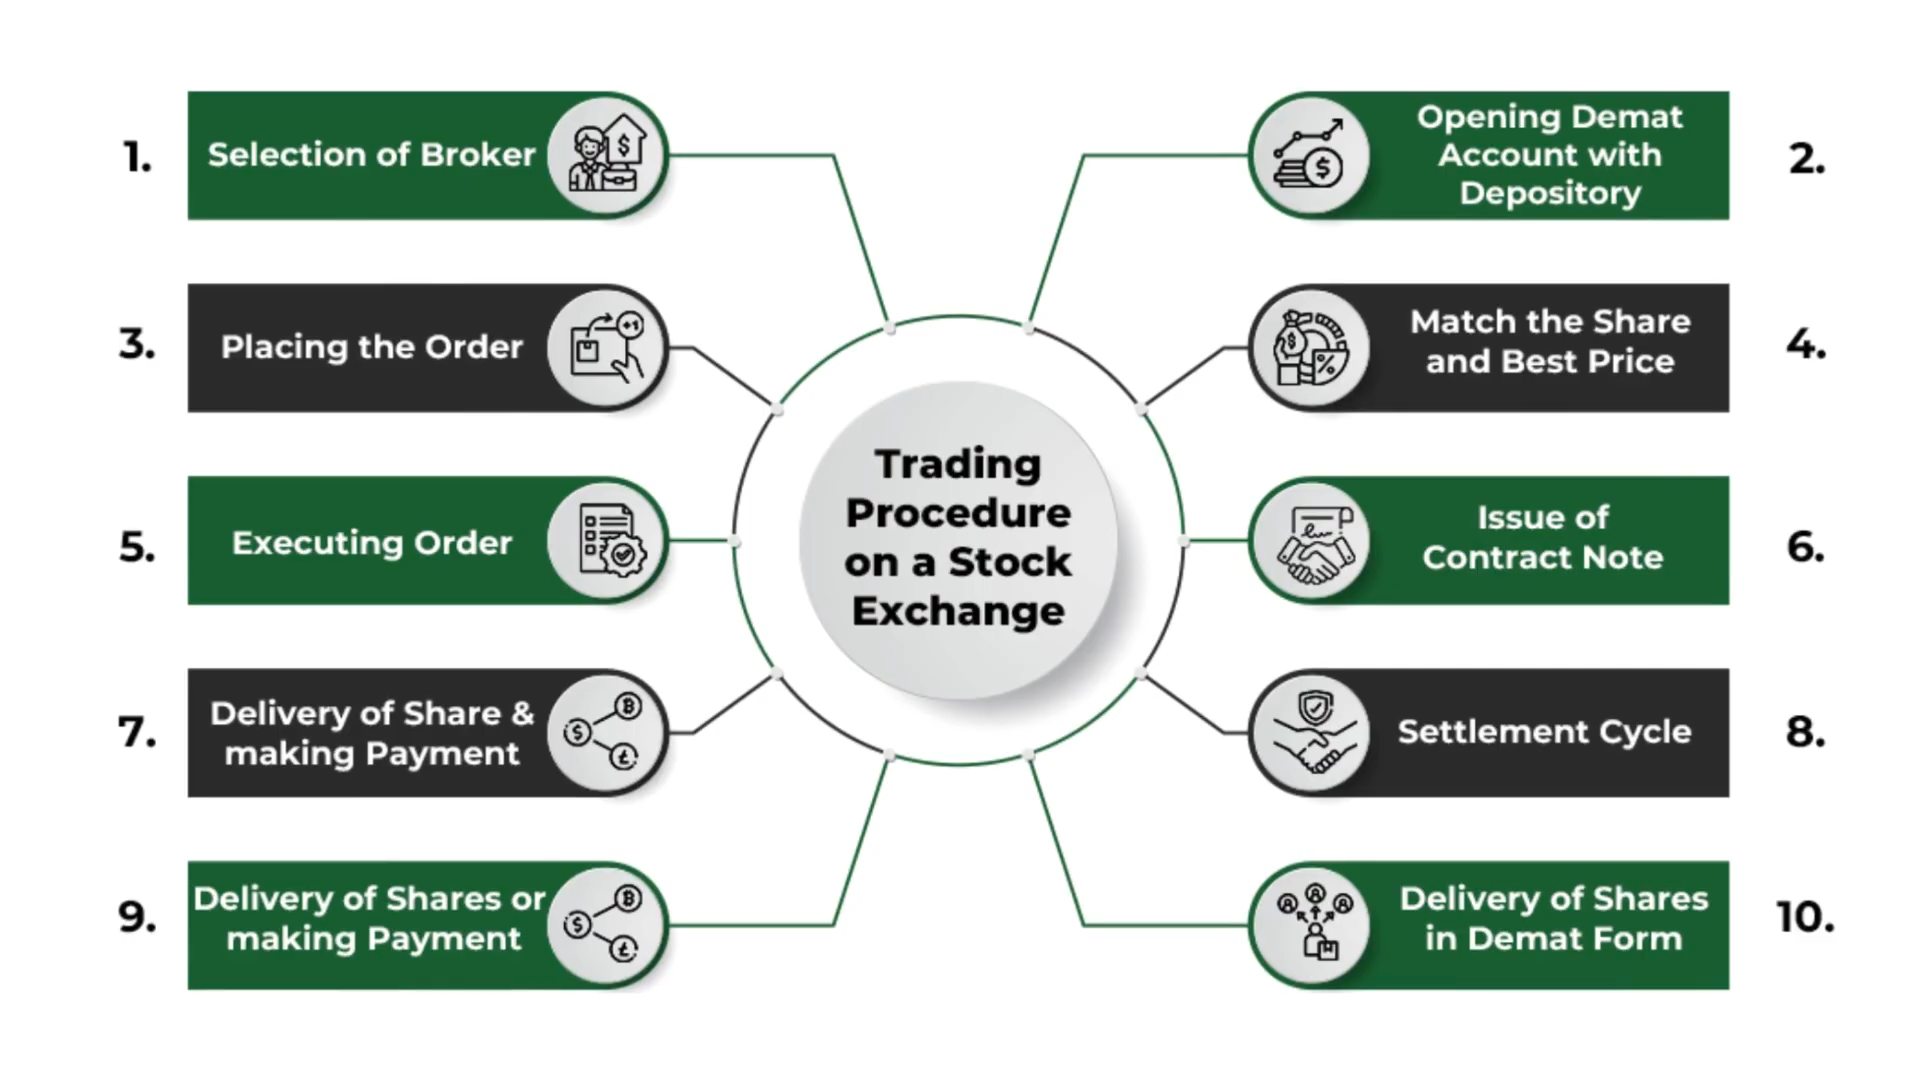 1.
Selection of Broker
Opening Demat
Account with
Depository
2.
3.
Placing the Order
Match the Share
and Best Price
4.
Trading
Procedure
on a Stock
Exchange
5.
Executing Order
Issue of
Contract Note
6.
7.
Delivery of Share &
making Payment
Settlement Cycle
8.
9.
Delivery of Shares or
making Payment
Delivery of Shares
in Demat Form
10.